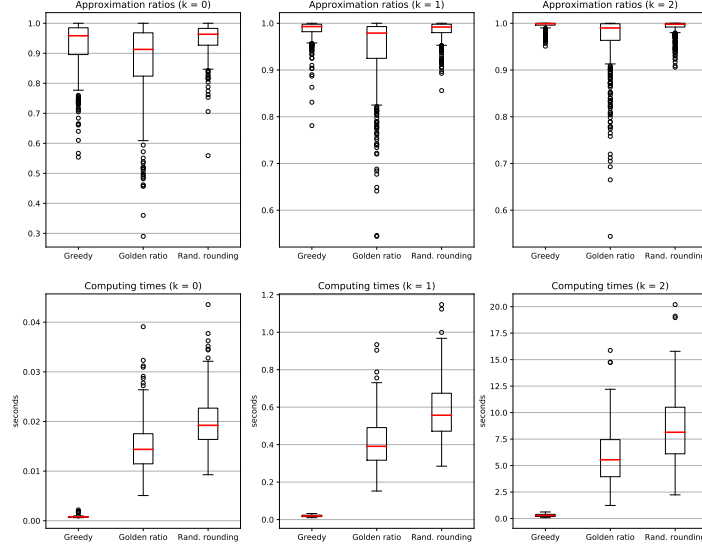 Approximation ratios (k = 0)
1.0
0.9
0.8
0.7
0.6
0.5
0.4
0.3
Greedy Golden ratio Rand. rounding
Approximation ratios (k = 1)
1.0
0.9
0.8
0.7
0.6
Greedy Golden ratio Rand. rounding
Approximation ratios (k = 2)
1.0
0.9
0.8
0.7
0.6
Greedy Golden ratio Rand. rounding
Computing times (k = 0)
seconds
0.04
0.03
0.02
0.01
0.00
Greedy Golden ratio Rand. rounding
Computing times (k = 1)
1.2
1.0
0.8
0.6
0.4
0.2
0.0
Greedy Golden ratio Rand. rounding
Computing times (k = 2)
seconds
20.0
17.5
15.0
12.5
10.0
7.5
5.0
2.5
0.0
Greedy Golden ratio Rand. rounding